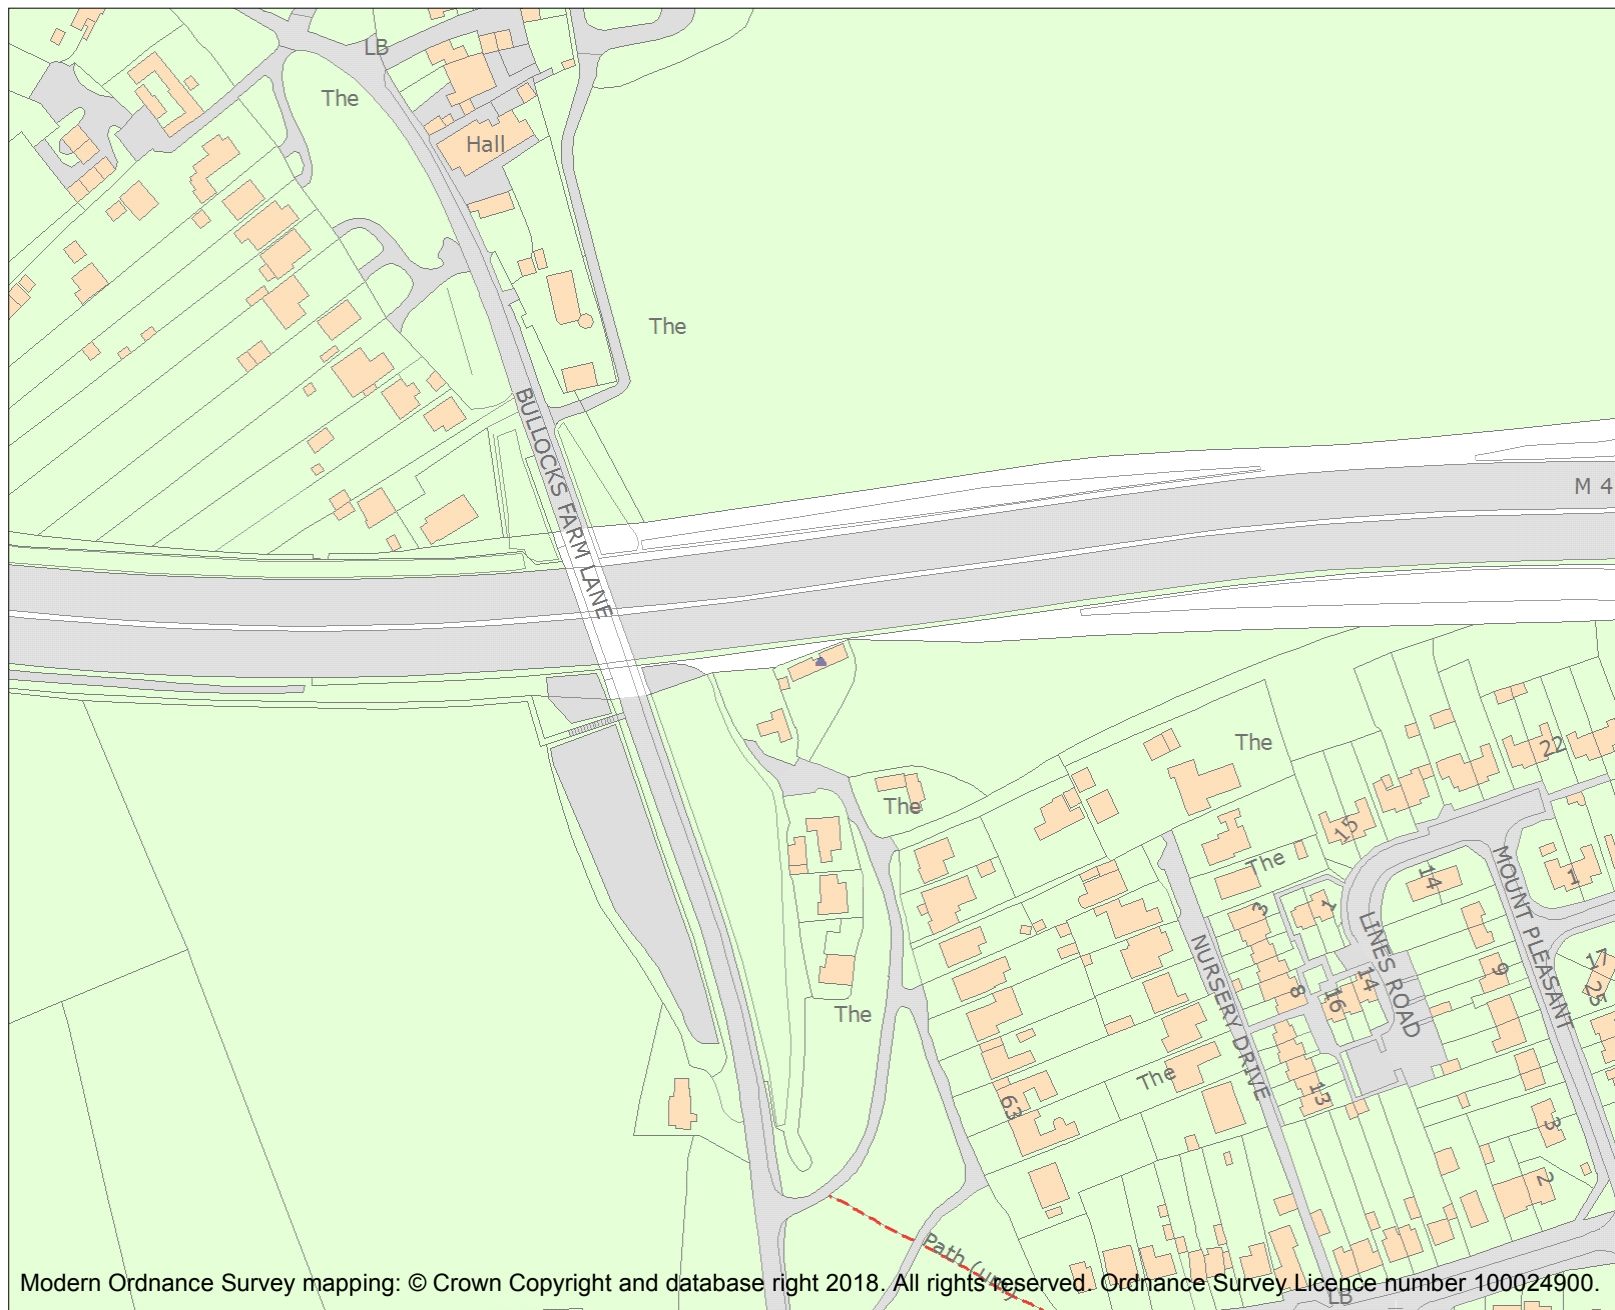 LB
The
Hall
The
BULLOCKS FARM LANE
M 4
The
22
The
15
The
14
1
MOUNT PLEASANT
3
1
LINES ROAD
NURSERY DRIVE
17
9
14
25
8
16
The
The
63
13
3
2
Path (um)
LB
Modern Ordnance Survey mapping: © Crown Copyright and database right 2018. All rights reserved. Ordnance Survey Licence number 100024900.